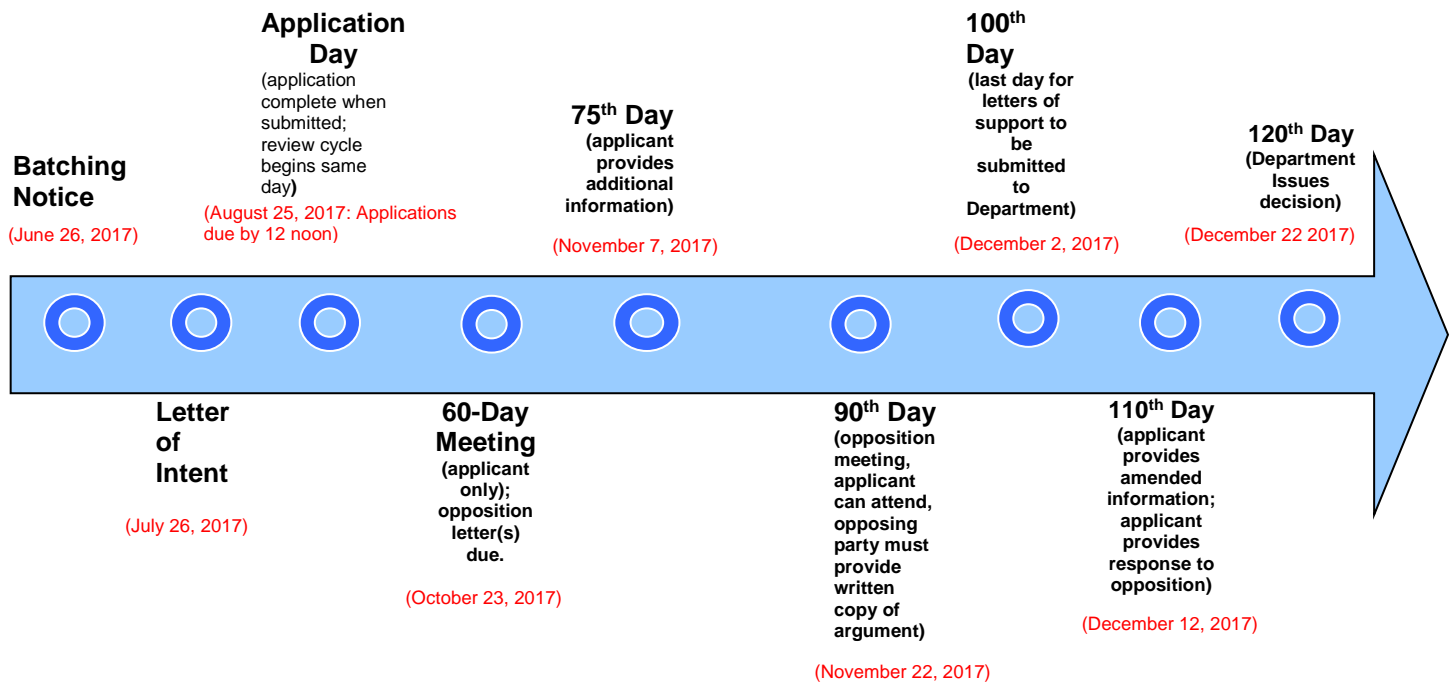 Batching
Notice
(June 26, 2017)
Letter
of
Intent
(July 26, 2017)
Application
Day
(application
complete when
submitted;
review cycle
begins same
day)
(August 25, 2017: Applications
due by 12 noon)
60-Day
Meeting
(applicant
only);
opposition
letter(s)
due.
(October 23, 2017)
75th Day
(applicant
provides
additional
information)
(November 7, 2017)
90th Day
(opposition
meeting,
applicant
can attend,
opposing
party must
provide
written
copy of
argument)
(November 22, 2017)
100th
Day
(last day for
letters of
support to
be
submitted
to
Department)
(December 2, 2017)
110th Day
(applicant
provides
amended
information;
applicant
provides
response to
opposition)
(December 12, 2017)
120th Day
(Department
Issues
decision)
(December 22 2017)